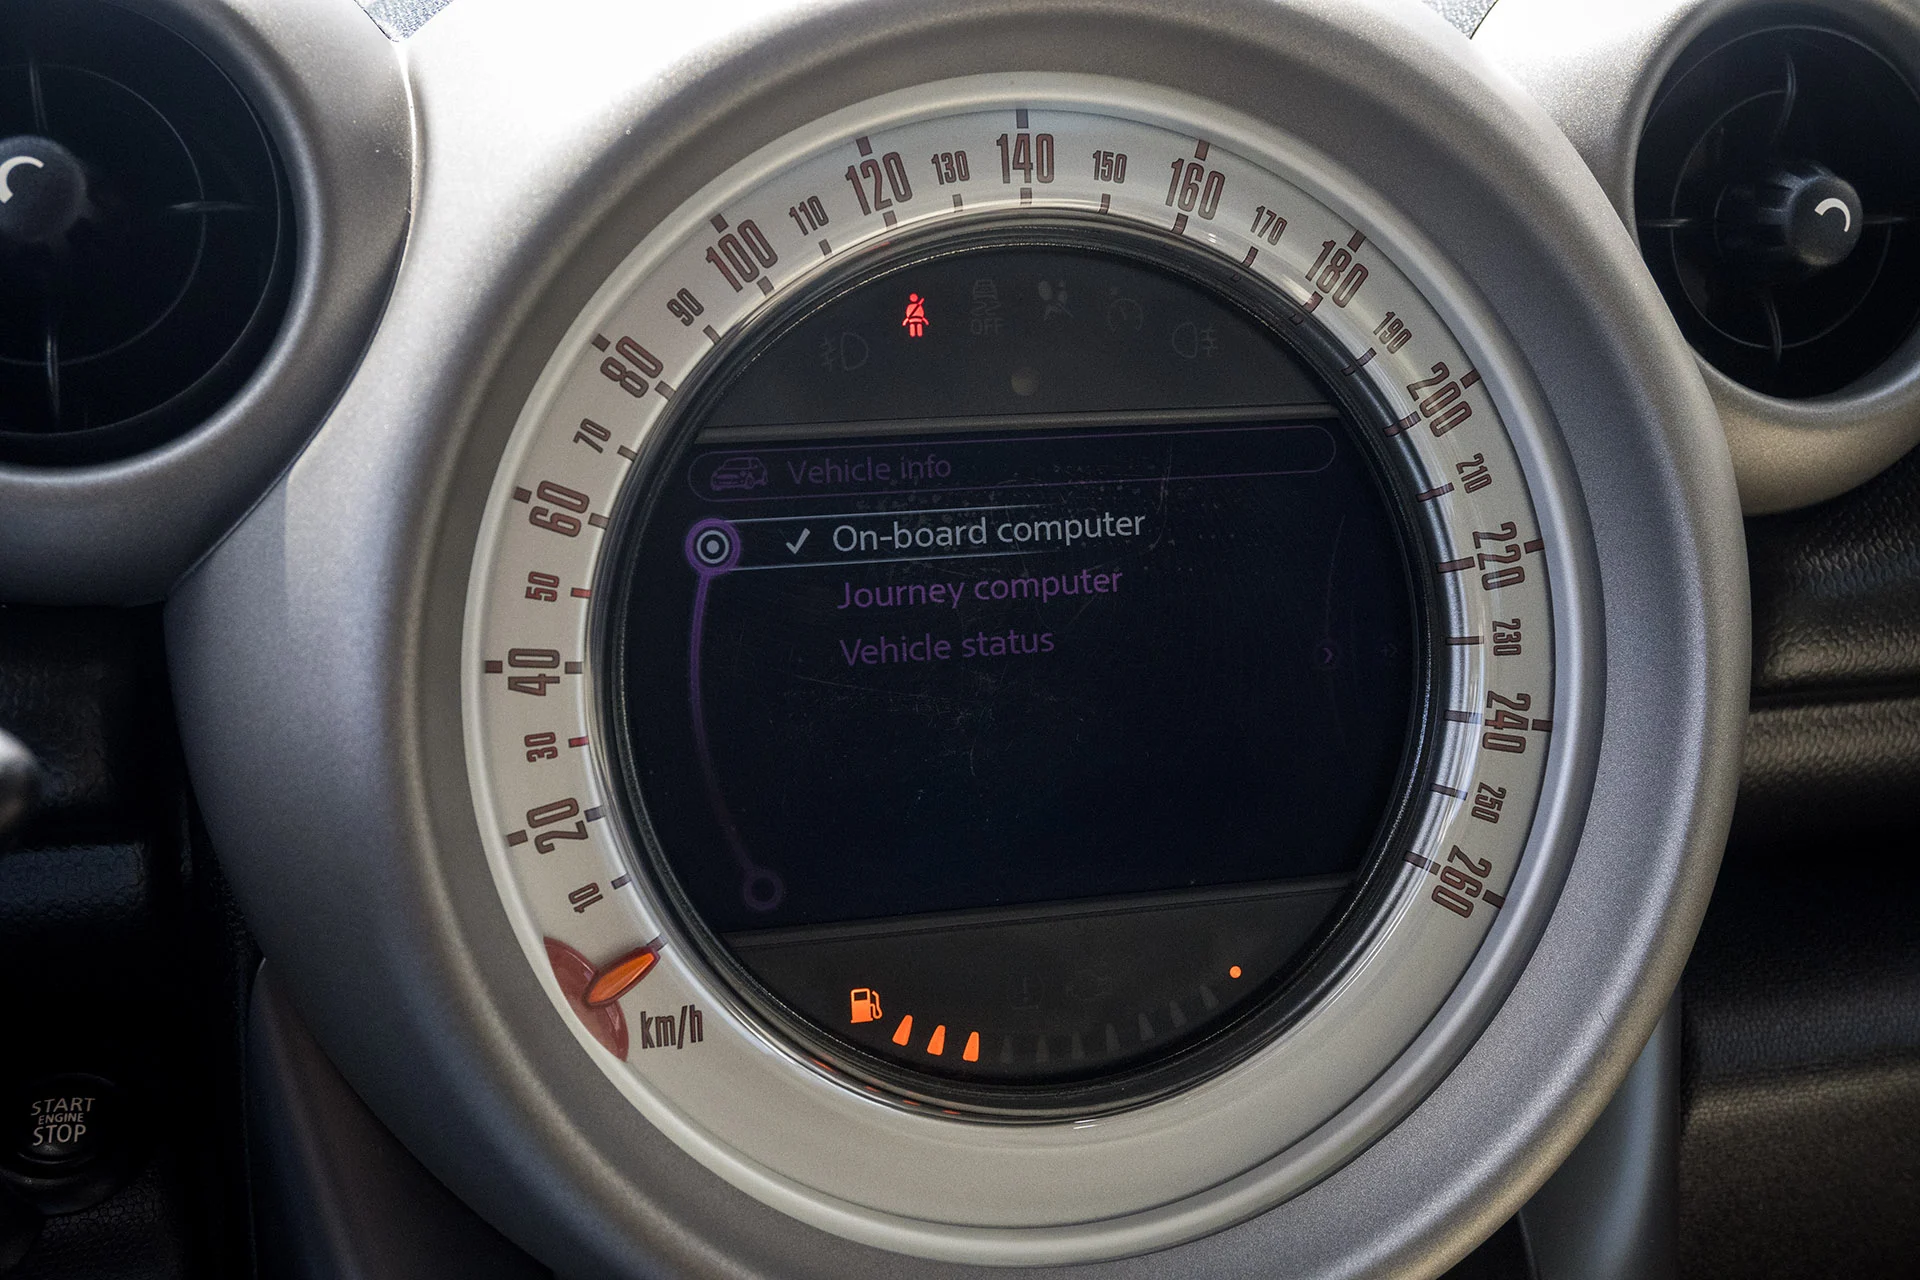 10
20
30
40
50
60
70
80
90
100
110
120
130
140
150
160
170
180
190
200
210
220
230
240
250
260
km/h
OFF
Vehicle info
On-board computer
Journey computer
Vehicle status
START
ENGINE
STOP